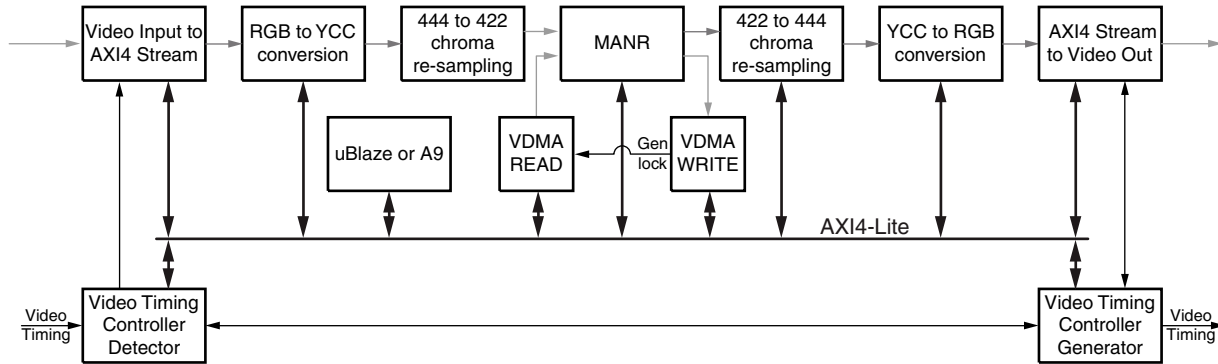 Video Input to
AXI4 Stream
RGB to YCC
conversion
444 to 422
chroma
re-sampling
MANR
422 to 444
chroma
re-sampling
YCC to RGB
conversion
AXI4 Stream
to Video Out
uBlaze or A9
VDMA
READ
Gen
lock
VDMA
WRITE
AXI4-Lite
Video
Timing
Video Timing
Controller
Detector
Video Timing
Controller
Generator
Video
Timing